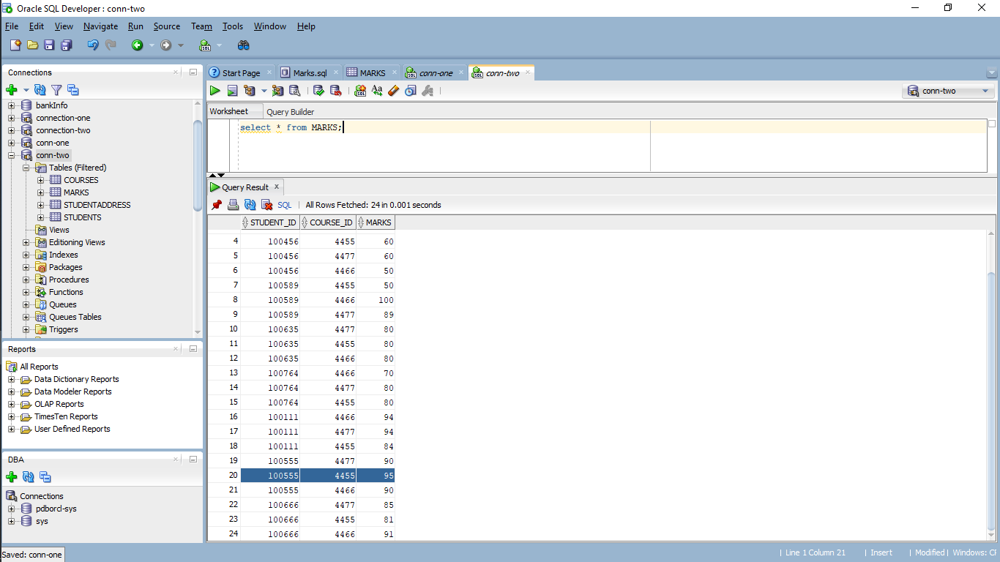 Oracle SQL Developer : conn-two
File Edit View Navigate Run Source Team Tools Window Help
Connections
bankInfo
connection-one
connection-two
conn-one
conn-two
Tables (Filtered)
COURSES
MARKS
STUDENTADDRESS
STUDENTS
Views
Editioning Views
Indexes
Packages
Procedures
Functions
Queues
Queues Tables
Triggers
Reports
All Reports
Data Dictionary Reports
Data Modeler Reports
OLAP Reports
TimesTen Reports
User Defined Reports
DBA
Connections
pdborcl-sys
sys
Start Page Marks.sql MARKS conn-one conn-two
conn-two
Worksheet Query Builder
select * from MARKS;
Query Result
SQL | All Rows Fetched: 24 in 0.001 seconds
STUDENT_ID COURSE_ID MARKS
4 100456 4455 60
5 100456 4477 60
6 100456 4466 50
7 100589 4455 50
8 100589 4466 100
9 100589 4477 89
10 100635 4477 80
11 100635 4455 80
12 100635 4466 80
13 100764 4466 70
14 100764 4477 80
15 100764 4455 80
16 100111 4466 94
17 100111 4477 94
18 100111 4455 84
19 100555 4477 90
20 100555 4455 95
21 100555 4466 90
22 100666 4477 85
23 100666 4455 81
24 100666 4466 91
Saved: conn-one
| Line 1 Column 21 | Insert | Modified | Windows: CF